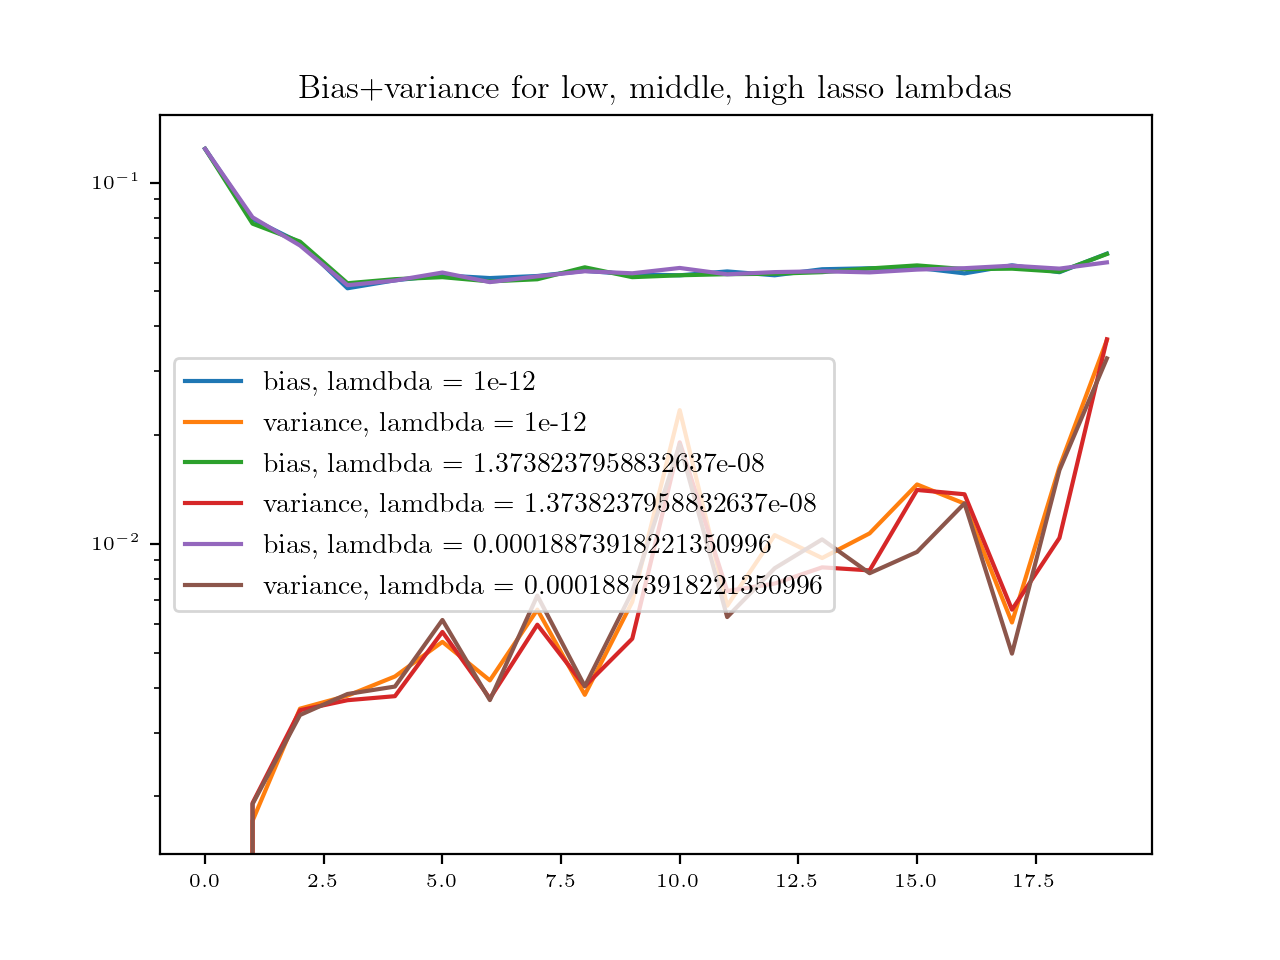 Bias+variance for low, middle, high lasso lambdas
10⁻¹
bias, lamdbda = 1e-12
variance, lamdbda = 1e-12
bias, lamdbda = 1.3738237958832637e-08
variance, lamdbda = 1.3738237958832637e-08
10⁻²
bias, lamdbda = 0.00018873918221350996
variance, lamdbda = 0.00018873918221350996
0.0 2.5 5.0 7.5 10.0 12.5 15.0 17.5